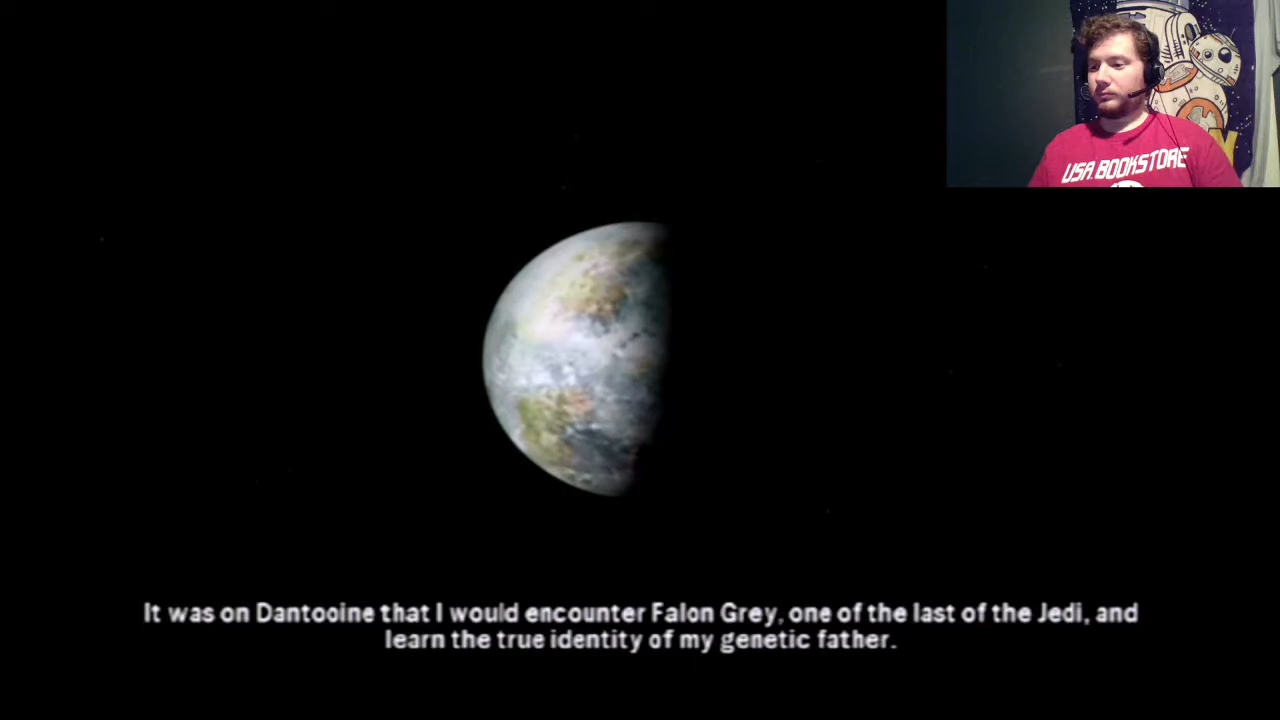 USA.BOOKSTORE
It was on Dantooine that I would encounter Falon Grey, one of the last of the Jedi, and
learn the true identity of my genetic father.